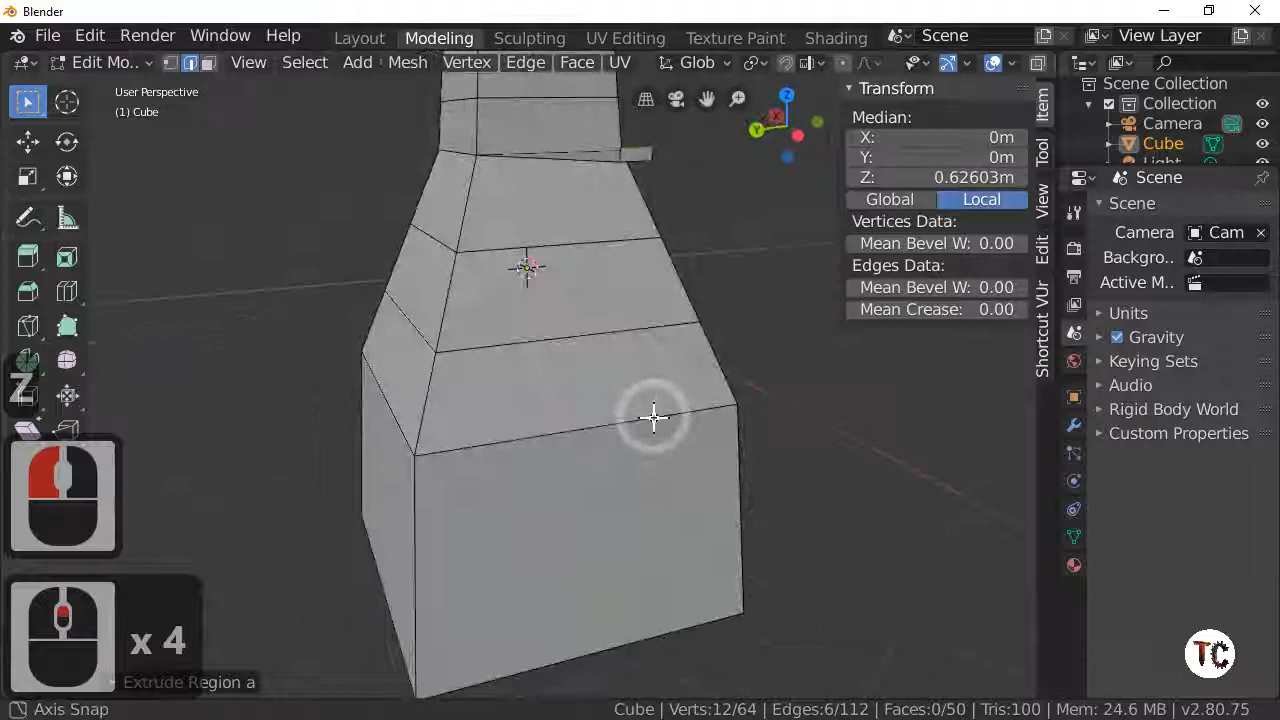 Blender
File Edit Render Window Help Layout Modeling Sculpting UV Editing Texture Paint Shading Scene View Layer
Edit Mo.. View Select Add Mesh Vertex Edge Face UV Glob
User Perspective
(1) Cube
Transform
Median:
X: 0m
Y: 0m
Z: 0.62603m
Global Local
Vertices Data:
Mean Bevel W: 0.00
Edges Data:
Mean Bevel W: 0.00
Mean Crease: 0.00
Item
Tool
View
Edit
Shortcut VUr
Scene Collection
Collection
Camera
Cube
Light
Scene
Scene
Camera Cam
Backgro..
Active M..
Units
Gravity
Keying Sets
Audio
Rigid Body World
Custom Properties
Y
X
Z
Z
x 4
Extrude Region a
TC
Axis Snap
Cube | Verts:12/64 | Edges:6/112 | Faces:0/50 | Tris:100 | Mem: 24.6 MB | v2.80.75